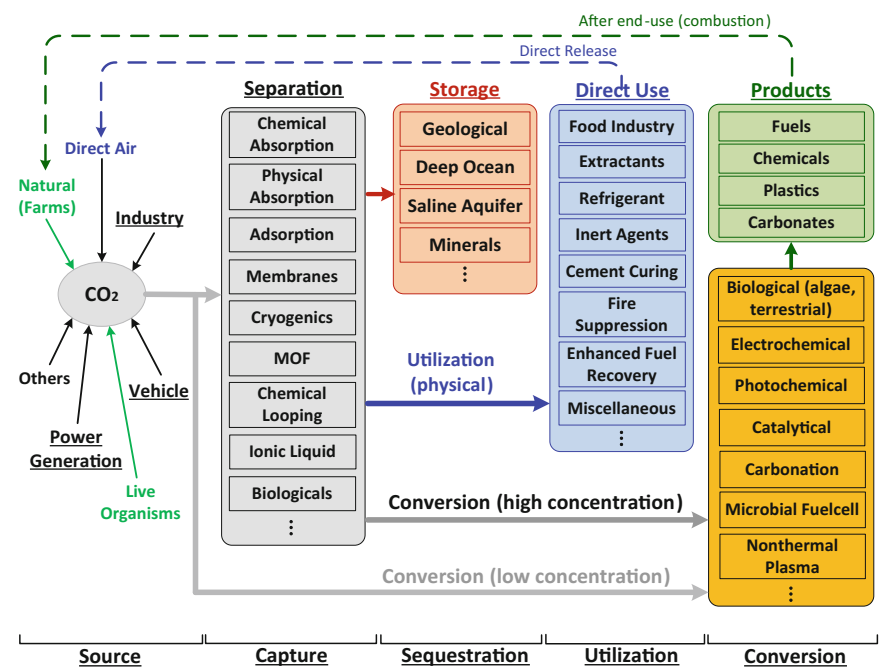 After end-use (combustion)
Direct Release
Separation
Storage
Direct Use
Products
Direct Air
Natural
(Farms)
Industry
CO₂
Others
Vehicle
Power
Generation
Live
Organisms
Chemical
Absorption
Physical
Absorption
Adsorption
Membranes
Cryogenics
MOF
Chemical
Looping
Ionic Liquid
Biologicals
⋮
Geological
Deep Ocean
Saline Aquifer
Minerals
⋮
Utilization
(physical)
Food Industry
Extractants
Refrigerant
Inert Agents
Cement Curing
Fire
Suppression
Enhanced Fuel
Recovery
Miscellaneous
⋮
Fuels
Chemicals
Plastics
Carbonates
Biological (algae,
terrestrial)
Electrochemical
Photochemical
Catalytical
Carbonation
Microbial Fuelcell
Nonthermal
Plasma
⋮
Conversion (high concentration)
Conversion (low concentration)
Source
Capture
Sequestration
Utilization
Conversion